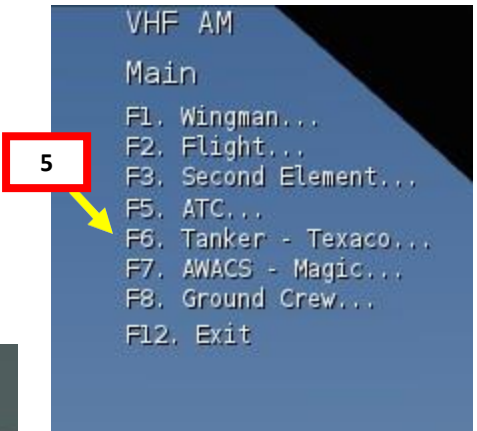 VHF AM
Main
F1. Wingman...
F2. Flight...
F3. Second Element...
5
F5. ATC...
F6. Tanker - Texaco...
F7. AWACS - Magic...
F8. Ground Crew...
F12. Exit